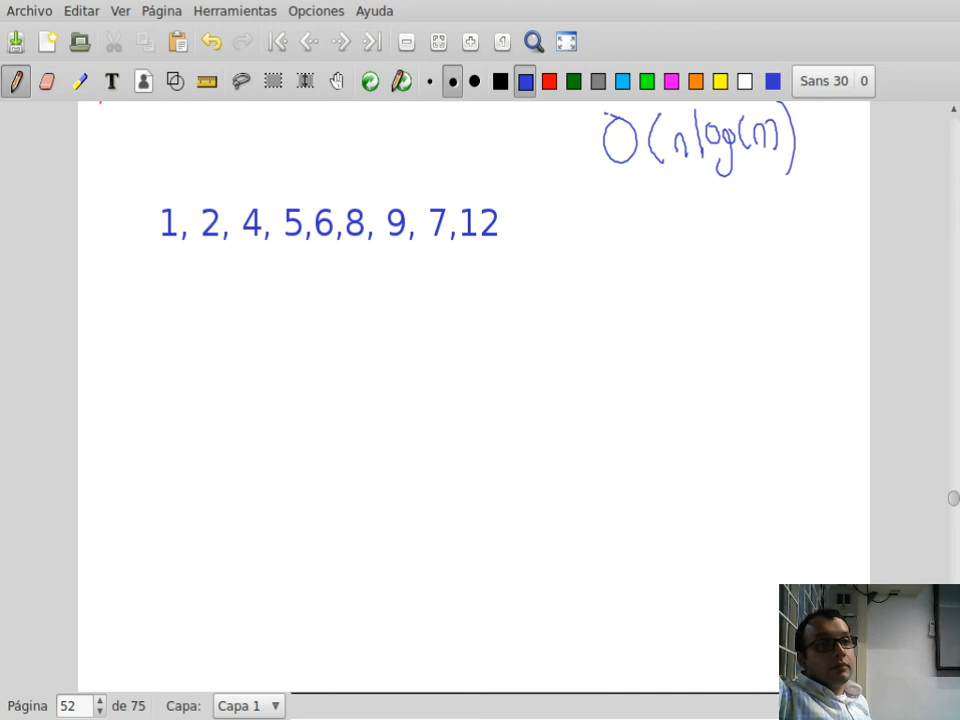 Archivo Editar Ver Página Herramientas Opciones Ayuda
T Sans 30 0
O(n log(n)
1, 2, 4, 5,6,8, 9, 7,12
Página 52 de 75 Capa: Capa 1